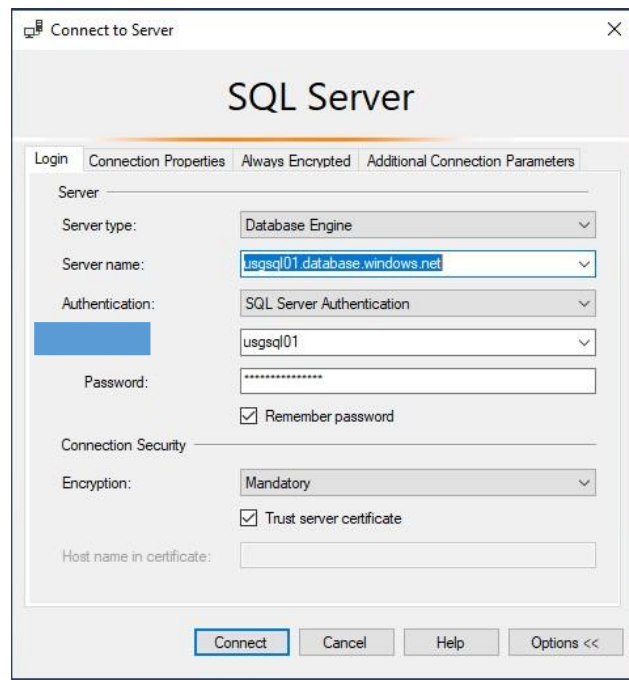 Connect to Server
SQL Server
Login Connection Properties Always Encrypted Additional Connection Parameters
Server
Server type: Database Engine
Server name: usgsql01.database.windows.net
Authentication: SQL Server Authentication
usgsql01
Password: ***************
Remember password
Connection Security
Encryption: Mandatory
Trust server certificate
Host name in certificate:
Connect Cancel Help Options <<